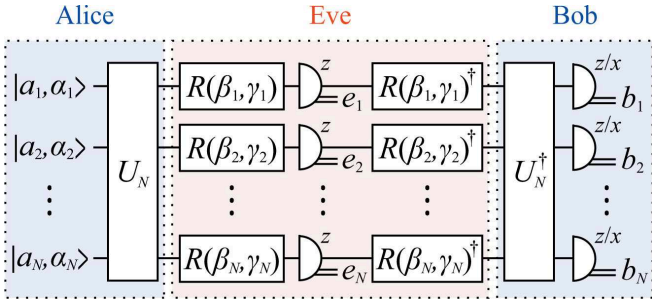 Alice Eve Bob
|a₁,α₁⟩ R(β₁,γ₁) z e₁ R(β₁,γ₁)† z/x b₁
|a₂,α₂⟩ R(β₂,γ₂) z e₂ R(β₂,γ₂)† z/x b₂
U_N U_N†
⋮ ⋮ ⋮ ⋮ ⋮
|a_N,α_N⟩ R(β_N,γ_N) z e_N R(β_N,γ_N)† z/x b_N